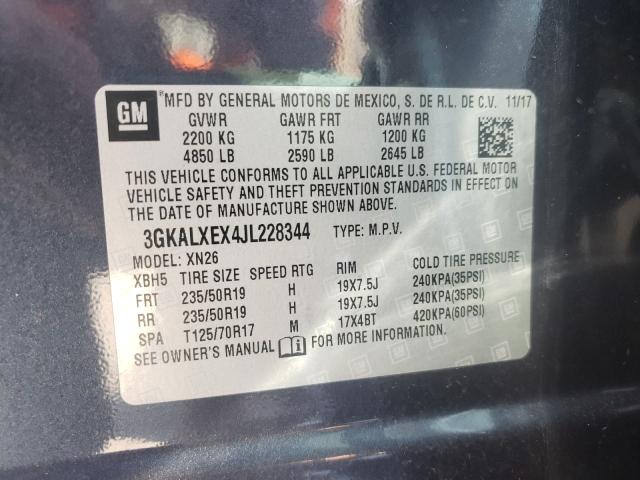 GM
® MFD BY GENERAL MOTORS DE MEXICO, S. DE R.L. DE C.V. 11/17
GVWR GAWR FRT GAWR RR
2200 KG 1175 KG 1200 KG
4850 LB 2590 LB 2645 LB
THIS VEHICLE CONFORMS TO ALL APPLICABLE U.S. FEDERAL MOTOR
VEHICLE SAFETY AND THEFT PREVENTION STANDARDS IN EFFECT ON
THE DATE OF MANUFACTURE SHOWN ABOVE.
3GKALXEX4JL228344 TYPE: M.P.V.
MODEL: XN26
XBH5 TIRE SIZE SPEED RTG RIM COLD TIRE PRESSURE
FRT 235/50R19 H 19X7.5J 240KPA(35PSI)
RR 235/50R19 H 19X7.5J 240KPA(35PSI)
SPA T125/70R17 M 17X4BT 420KPA(60PSI)
SEE OWNER'S MANUAL FOR MORE INFORMATION.